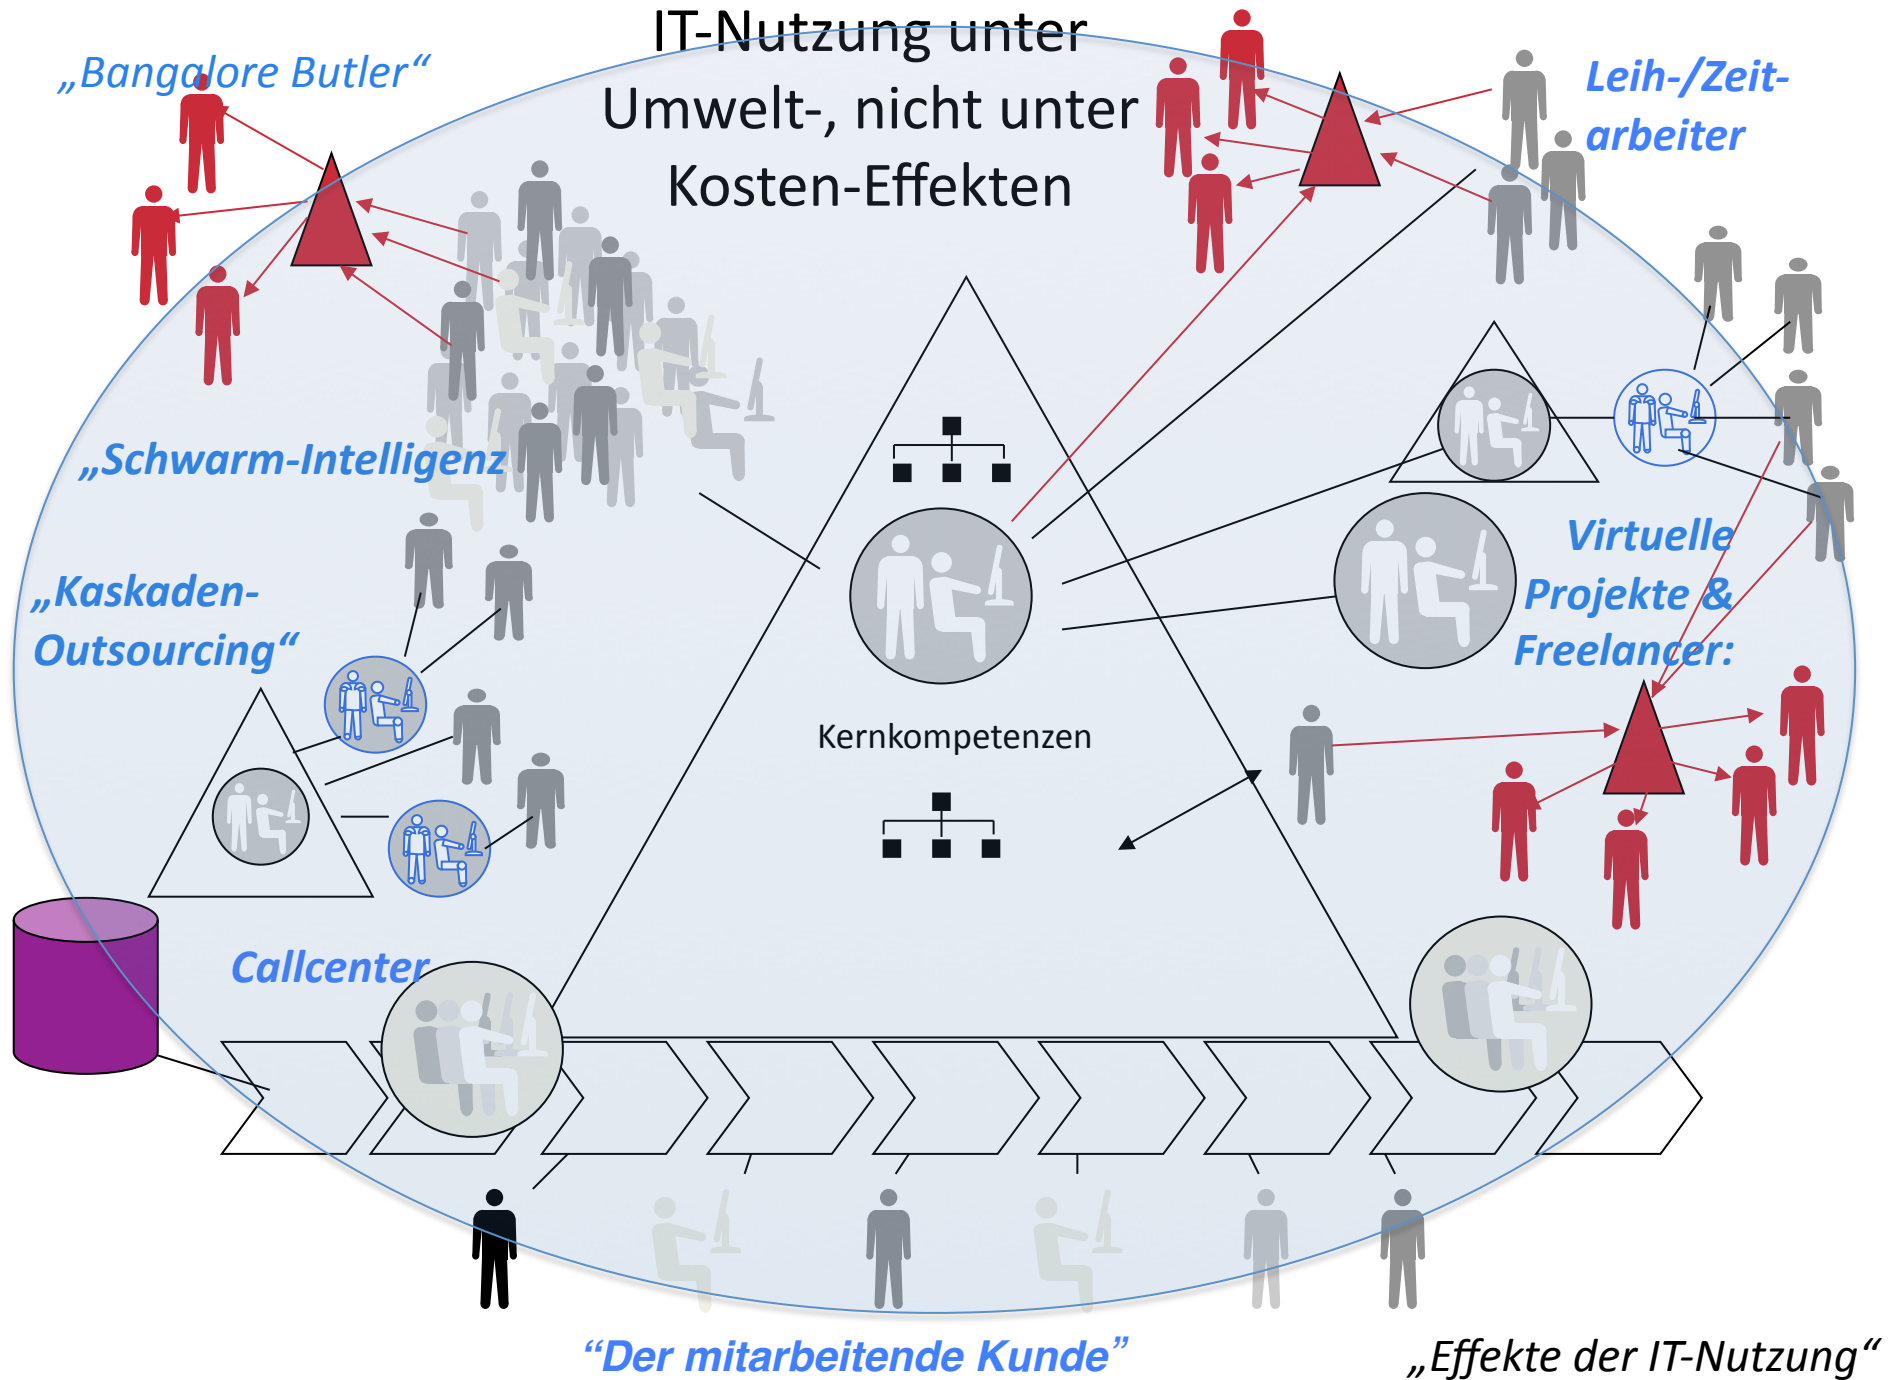 IT-Nutzung unter
Umwelt-, nicht unter
Kosten-Effekten
„Bangalore Butler“
Leih-/Zeit-
arbeiter
„Schwarm-Intelligenz
„Kaskaden-
Outsourcing“
Virtuelle
Projekte &
Freelancer:
Kernkompetenzen
Callcenter
“Der mitarbeitende Kunde”
„Effekte der IT-Nutzung“